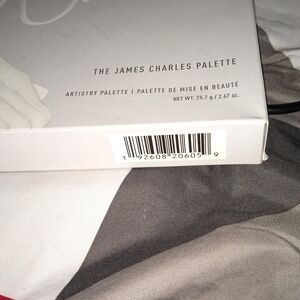 THE JAMES CHARLES PALETTE
ARTISTRY PALETTE | PALETTE DE MISE EN BEAUTÉ
NET WT. 75.7 g / 2.67 oz.
1 92608 20605 9